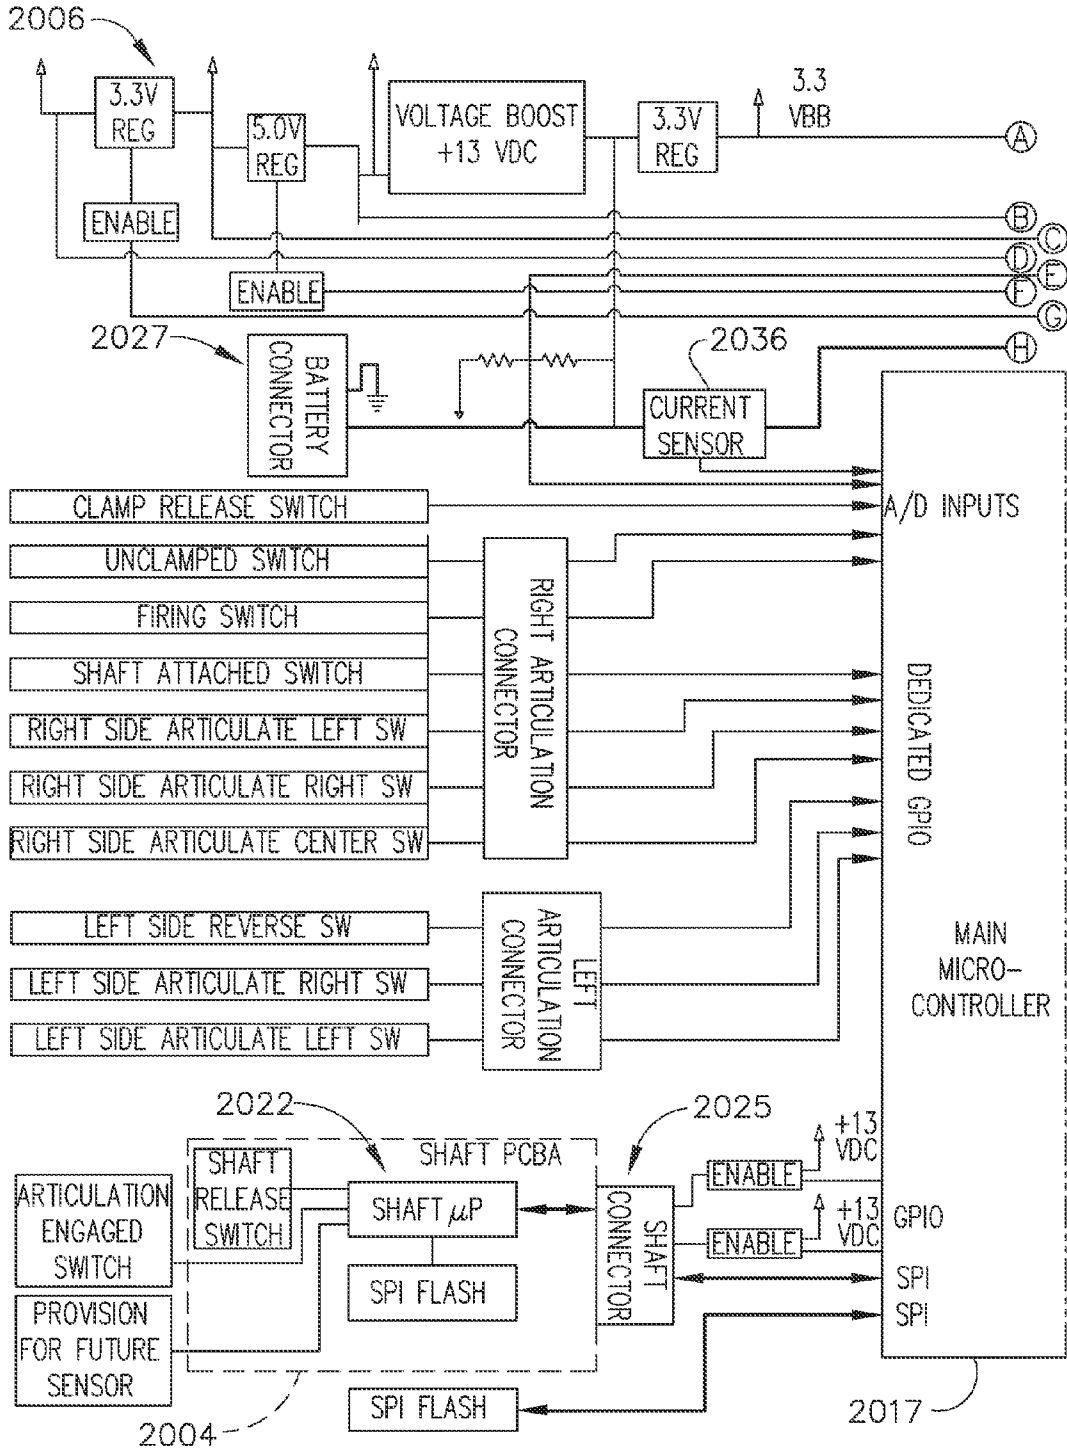 2006
3.3V
REG
5.0V
REG
VOLTAGE BOOST
+13 VDC
3.3V
REG
3.3
VBB
A
ENABLE
B
C
D
E
ENABLE
F
G
2027
BATTERY
CONNECTOR
2036
H
CURRENT
SENSOR
CLAMP RELEASE SWITCH
A/D INPUTS
UNCLAMPED SWITCH
FIRING SWITCH
SHAFT ATTACHED SWITCH
RIGHT SIDE ARTICULATE LEFT SW
RIGHT SIDE ARTICULATE RIGHT SW
RIGHT SIDE ARTICULATE CENTER SW
RIGHT ARTICULATION
CONNECTOR
DEDICATED GPIO
LEFT SIDE REVERSE SW
LEFT SIDE ARTICULATE RIGHT SW
LEFT SIDE ARTICULATE LEFT SW
LEFT
ARTICULATION
CONNECTOR
MAIN
MICRO-
CONTROLLER
2022
2025
SHAFT PCBA
SHAFT
RELEASE
SWITCH
SHAFT µP
SPI FLASH
ARTICULATION
ENGAGED
SWITCH
PROVISION
FOR FUTURE
SENSOR
SHAFT
CONNECTOR
ENABLE
+13
VDC
ENABLE
+13
VDC
GPIO
SPI
SPI
SPI FLASH
2004
2017